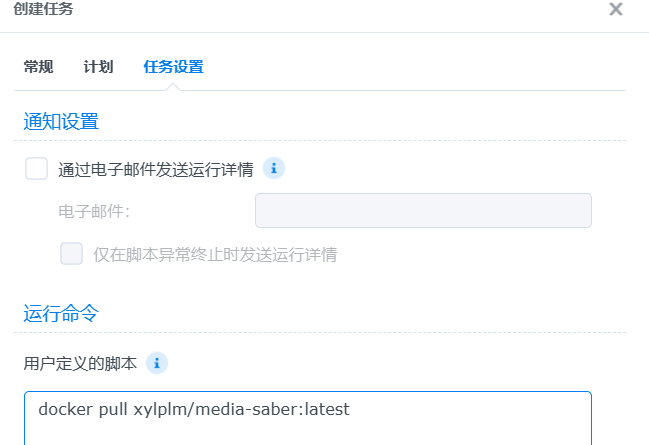 创建任务
常规 计划 任务设置
通知设置
通过电子邮件发送运行详情
电子邮件:
仅在脚本异常终止时发送运行详情
运行命令
用户定义的脚本
docker pull xylplm/media-saber:latest